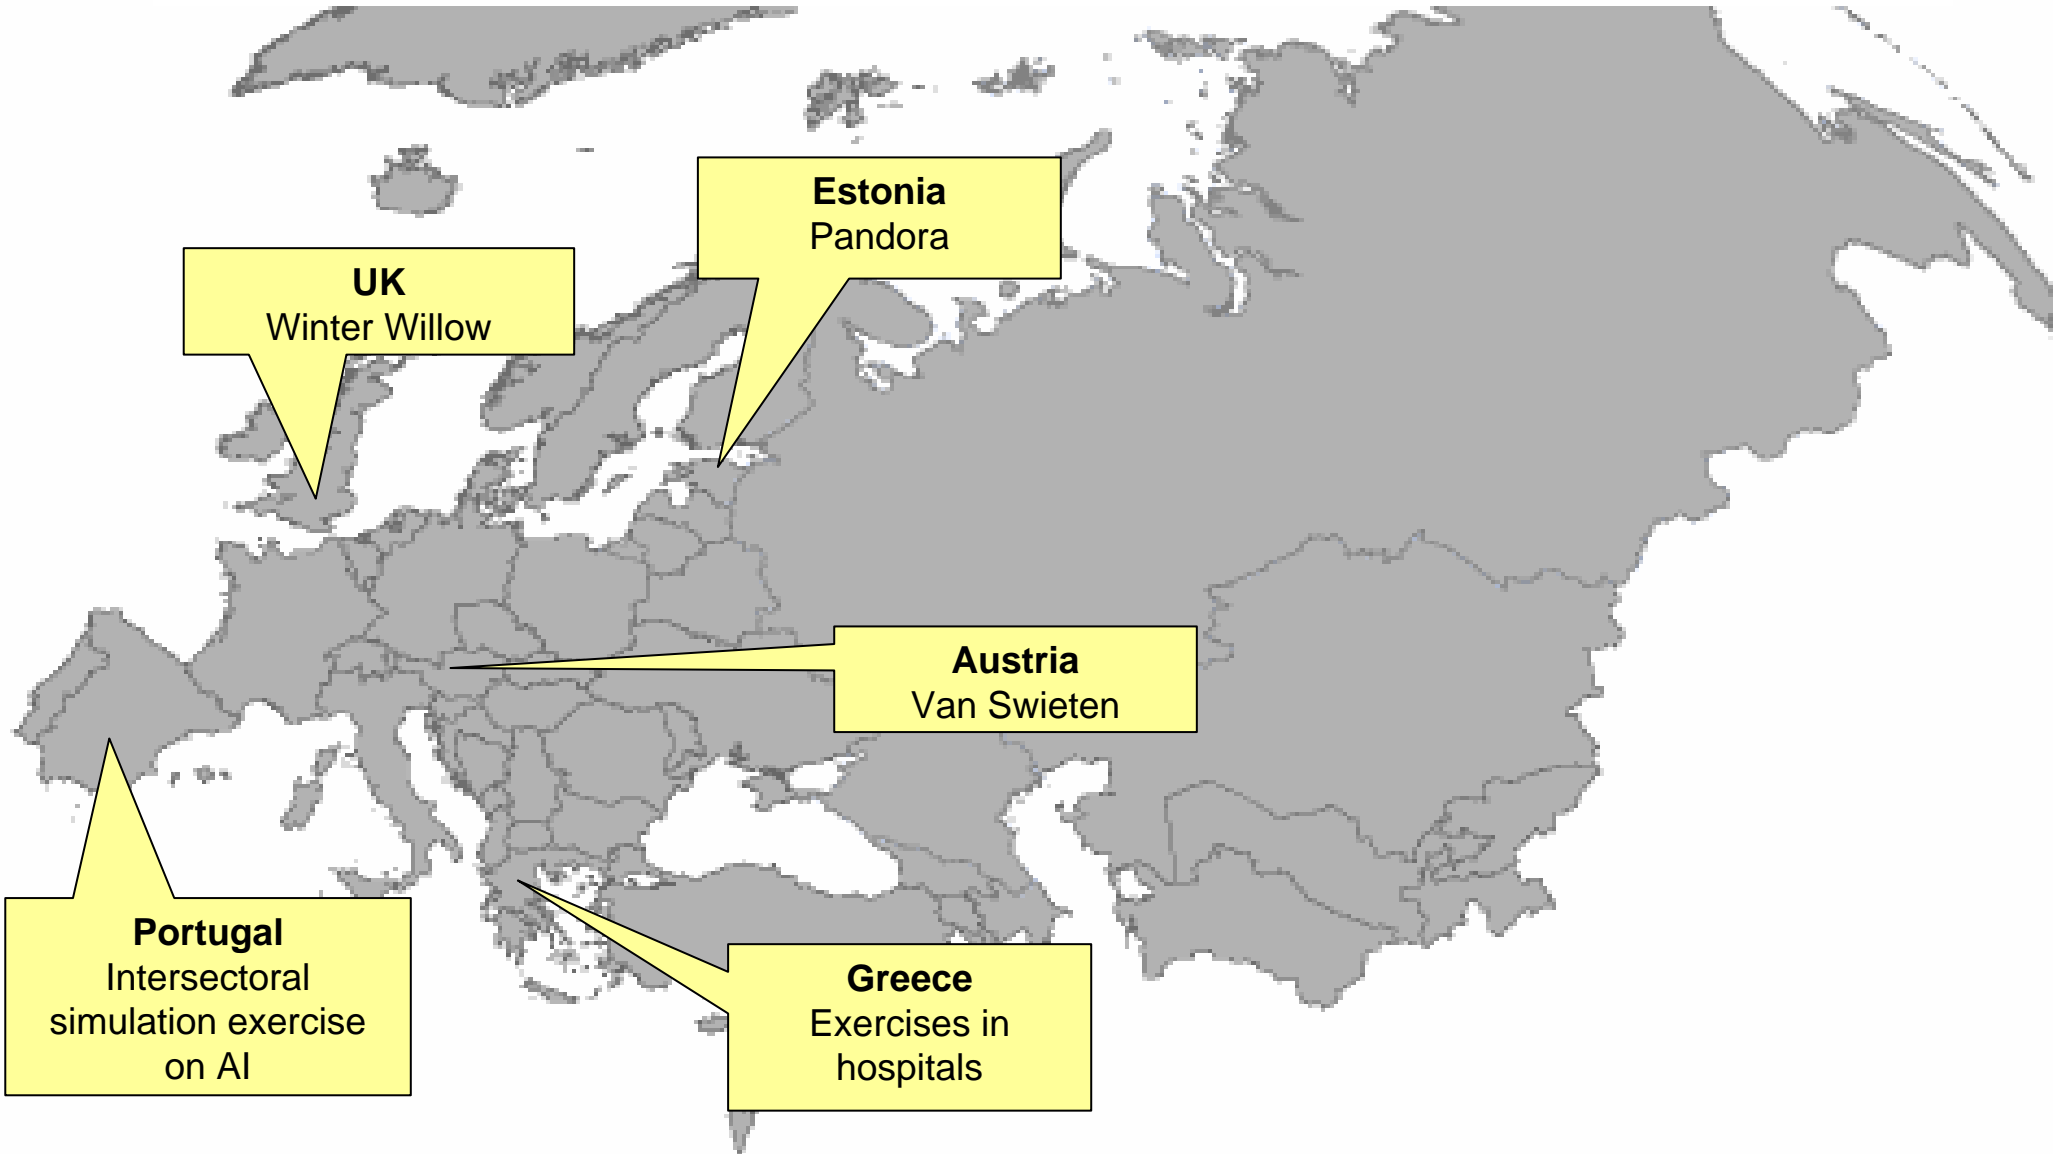 Estonia
Pandora
UK
Winter Willow
Austria
Van Swieten
Portugal
Intersectoral
simulation exercise
on AI
Greece
Exercises in
hospitals